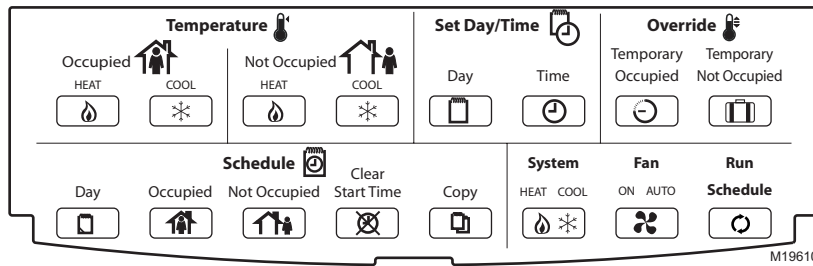 Temperature
Set Day/Time
Override
Occupied
Not Occupied
HEAT
COOL
HEAT
COOL
Day
Time
Temporary
Occupied
Temporary
Not Occupied
Schedule
Day
Occupied
Not Occupied
Clear
Start Time
Copy
System
HEAT COOL
Fan
ON AUTO
Run
Schedule
M19610